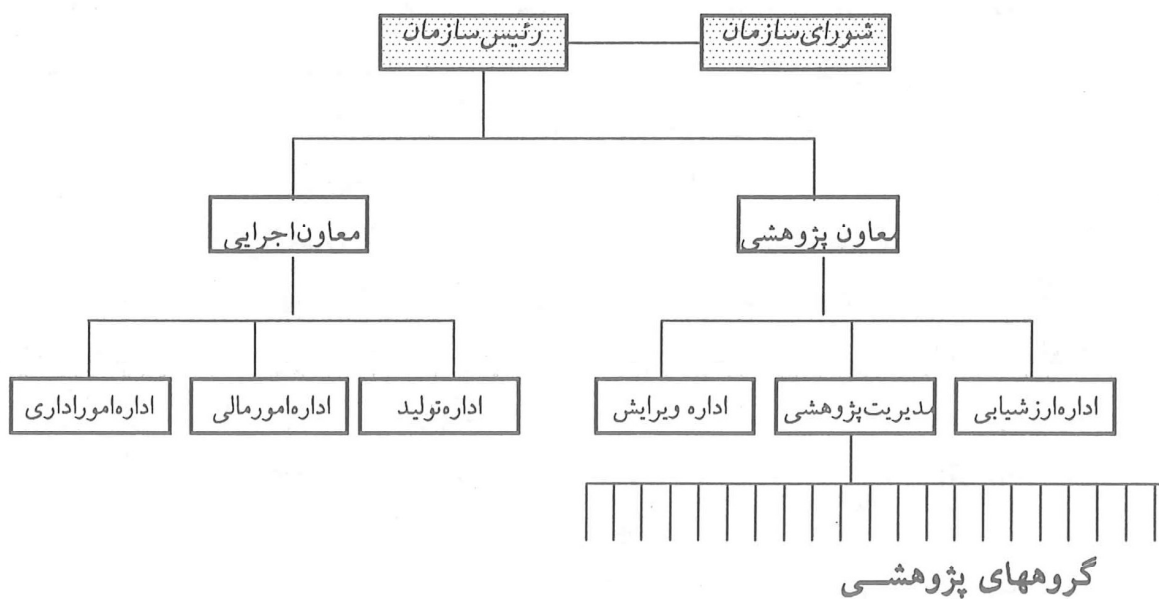 شورای سازمان
رئیس سازمان
معاون پژوهشی
معاون اجرایی
اداره ارزشیابی
مدیریت پژوهشی
اداره ویرایش
اداره تولید
اداره امور مالی
اداره امور اداری
گروههای پژوهشی